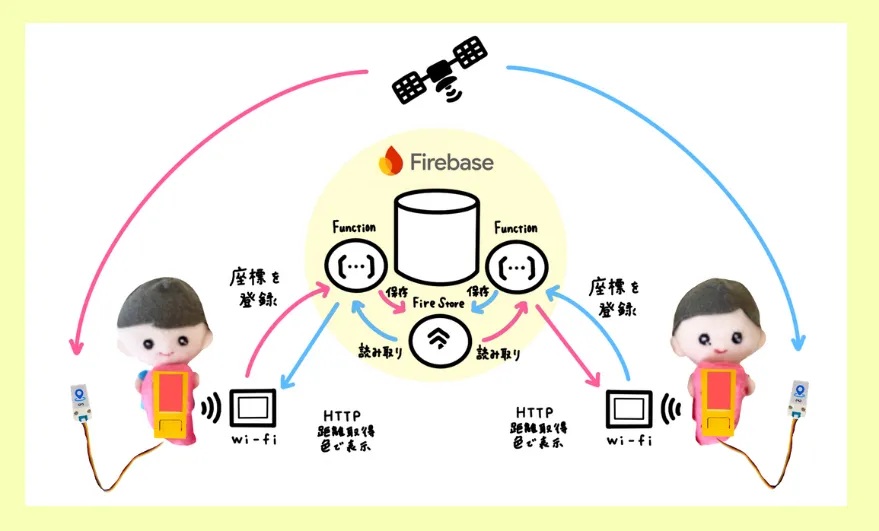 Firebase
Function
Function
座標を
登録
保存
保存
座標を
登録
Fire Store
読み取り
読み取り
HTTP
距離取得
色で表示
HTTP
距離取得
色で表示
wi-fi
wi-fi